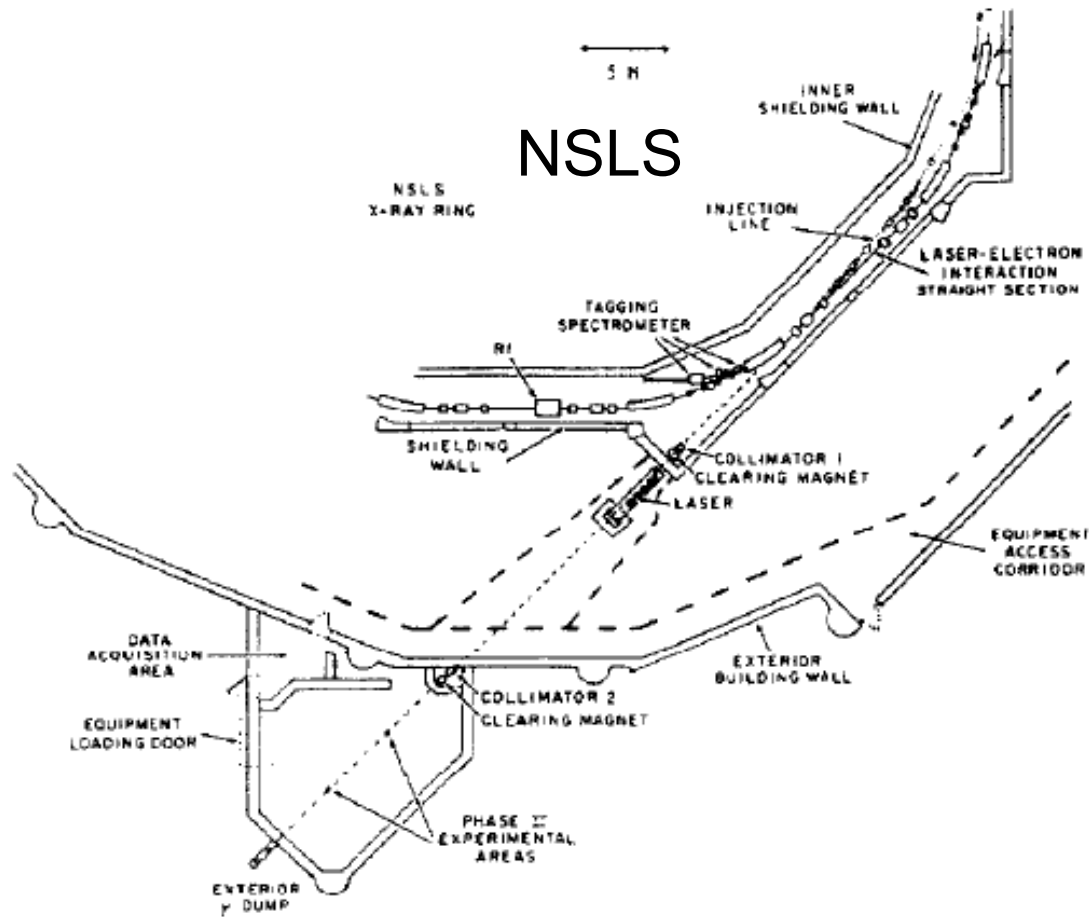 5 M
INNER
SHIELDING WALL
NSLS
NSLS
X-RAY RING
INJECTION
LINE
LASER-ELECTRON
INTERACTION
STRAIGHT SECTION
TAGGING
SPECTROMETER
RF
SHIELDING
WALL
COLLIMATOR 1
CLEARING MAGNET
LASER
EQUIPMENT
ACCESS
CORRIDOR
DATA
ACQUISITION
AREA
EXTERIOR
BUILDING WALL
COLLIMATOR 2
CLEARING MAGNET
EQUIPMENT
LOADING DOOR
PHASE II
EXPERIMENTAL
AREAS
EXTERIOR
γ DUMP